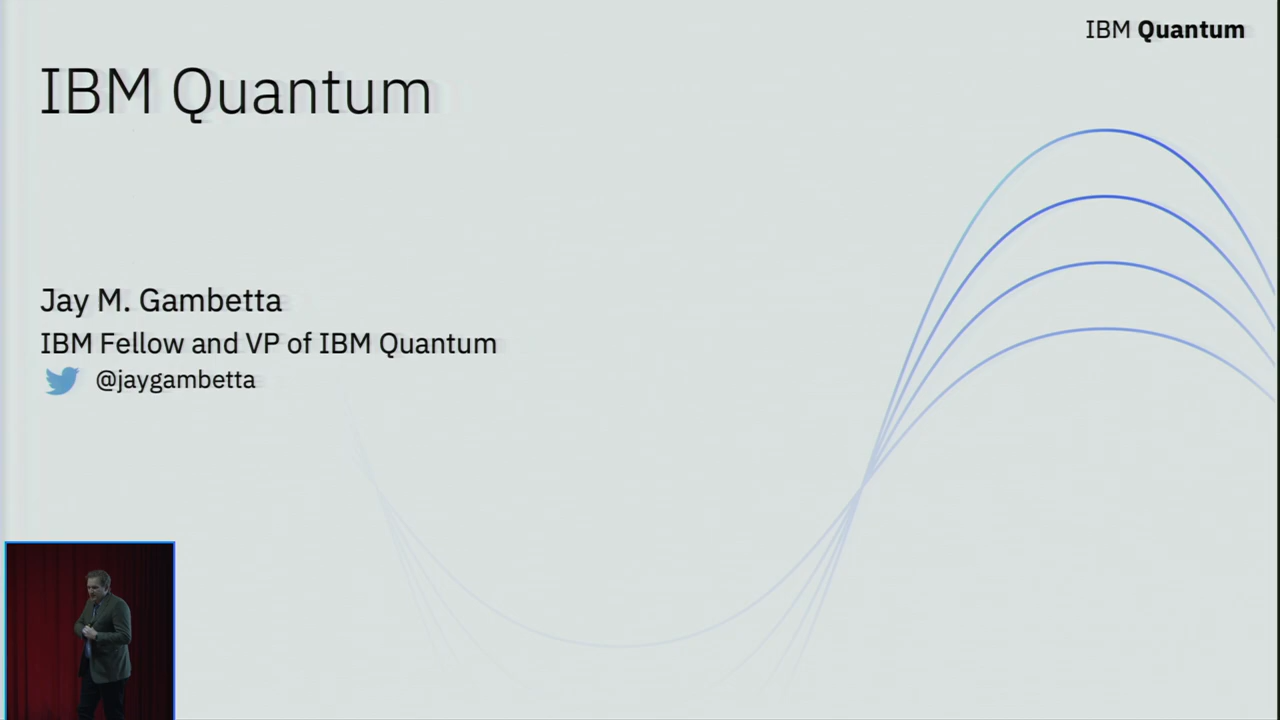 IBM Quantum
IBM Quantum
Jay M. Gambetta
IBM Fellow and VP of IBM Quantum
@jaygambetta